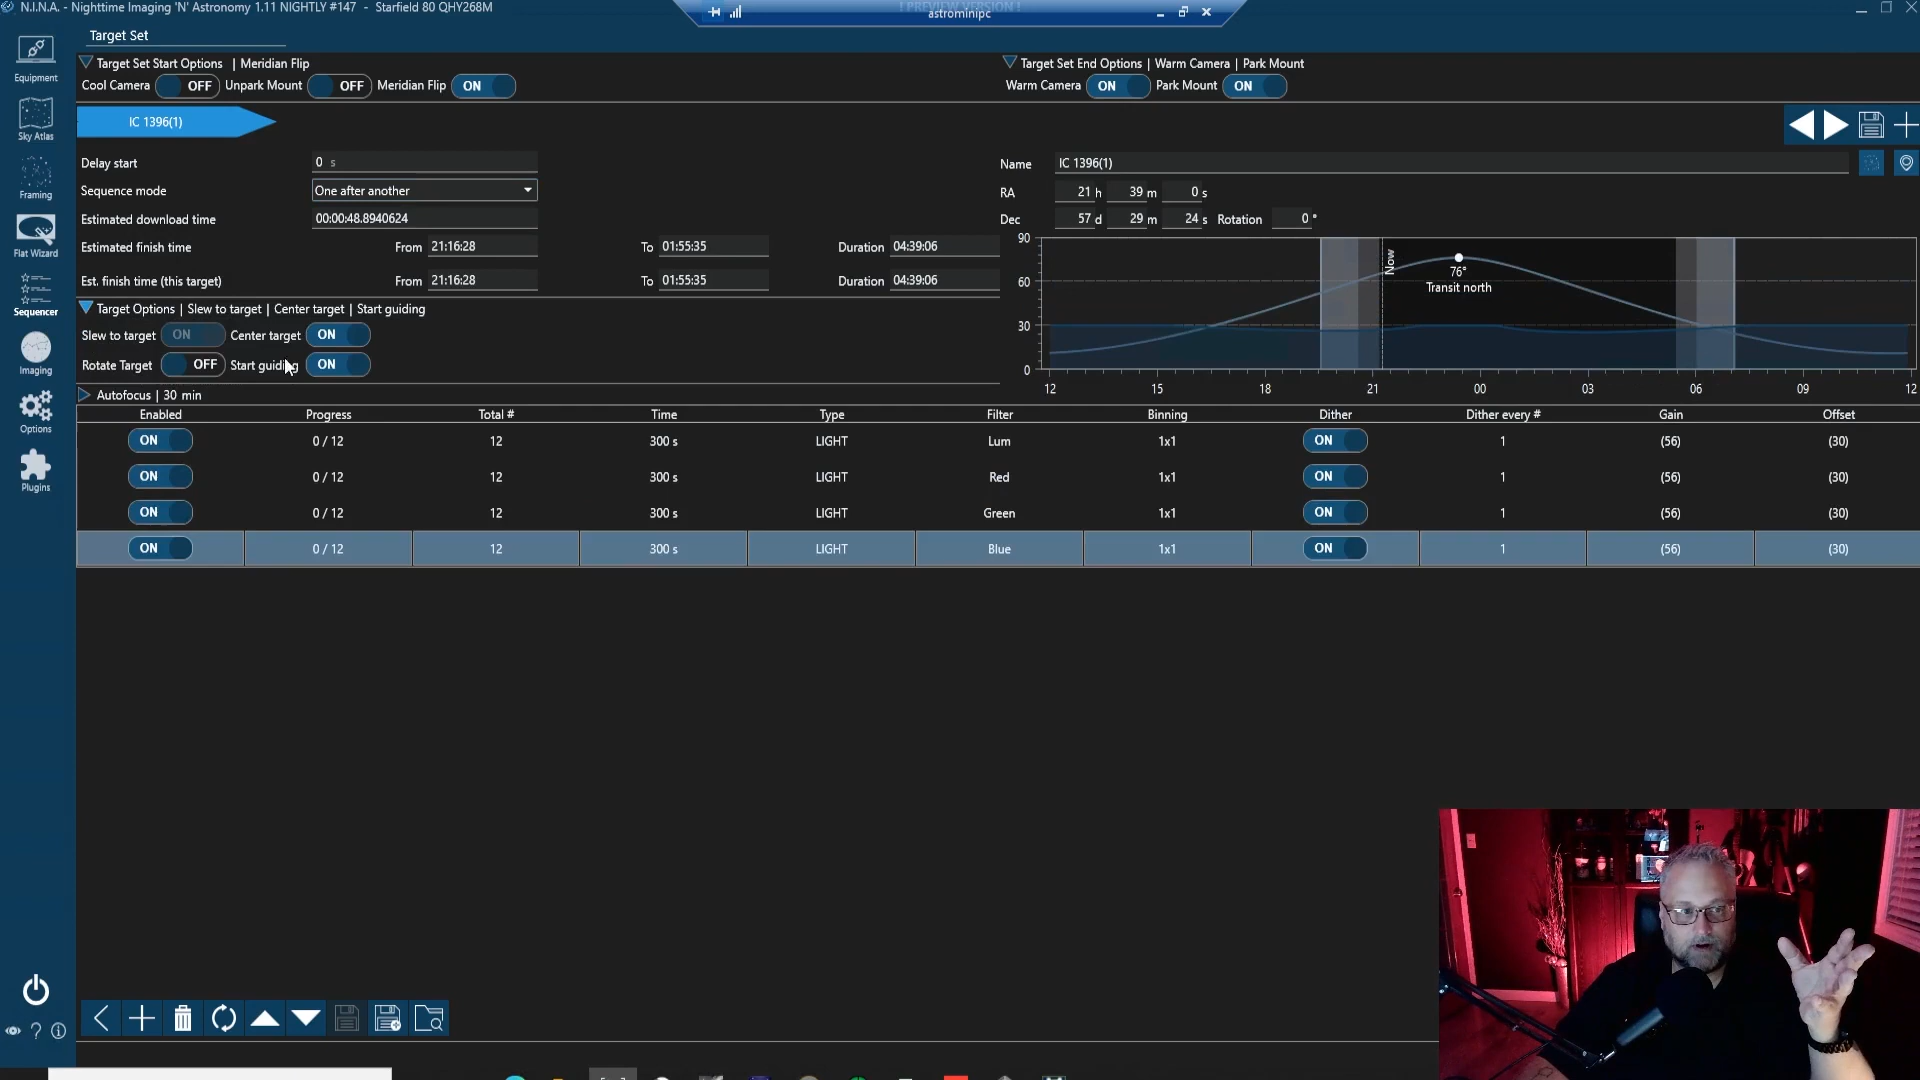 N.I.N.A. - Nighttime Imaging 'N' Astronomy 1.11 NIGHTLY #147 - Starfield 80 QHY268M
! PREVIEW VERSION !
astrominipc
Target Set
Equipment
Sky Atlas
Framing
Flat Wizard
Sequencer
Imaging
Options
Plugins
Target Set Start Options | Meridian Flip
Cool Camera OFF Unpark Mount OFF Meridian Flip ON
Target Set End Options | Warm Camera | Park Mount
Warm Camera ON Park Mount ON
IC 1396(1)
Delay start 0 s
Sequence mode One after another
Estimated download time 00:00:48.8940624
Estimated finish time From 21:16:28 To 01:55:35 Duration 04:39:06
Est. finish time (this target) From 21:16:28 To 01:55:35 Duration 04:39:06
Name IC 1396(1)
RA 21 h 39 m 0 s
Dec 57 d 29 m 24 s Rotation 0 °
90
60
30
0
Now
76°
Transit north
12 15 18 21 00 03 06 09 12
Target Options | Slew to target | Center target | Start guiding
Slew to target ON Center target ON
Rotate Target OFF Start guiding ON
Autofocus | 30 min
Enabled Progress Total # Time Type Filter Binning Dither Dither every # Gain Offset
ON 0 / 12 12 300 s LIGHT Lum 1x1 ON 1 (56) (30)
ON 0 / 12 12 300 s LIGHT Red 1x1 ON 1 (56) (30)
ON 0 / 12 12 300 s LIGHT Green 1x1 ON 1 (56) (30)
ON 0 / 12 12 300 s LIGHT Blue 1x1 ON 1 (56) (30)